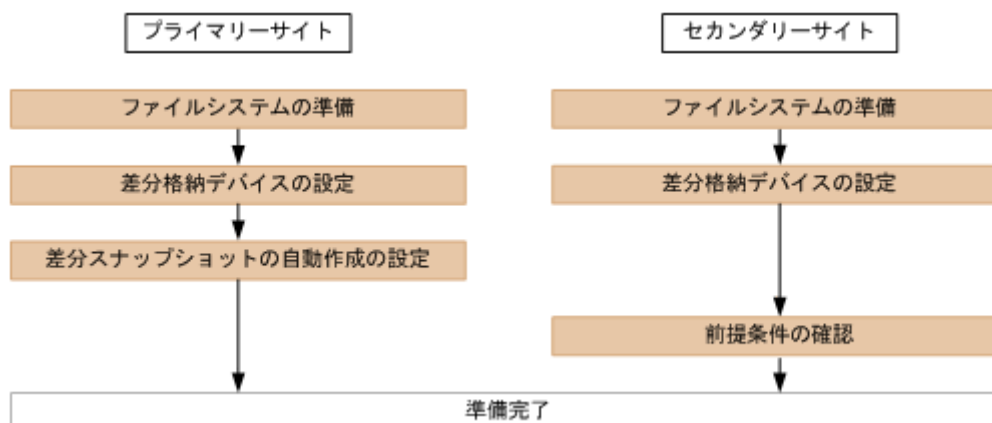 プライマリーサイト
セカンダリーサイト
ファイルシステムの準備
ファイルシステムの準備
差分格納デバイスの設定
差分格納デバイスの設定
差分スナップショットの自動作成の設定
前提条件の確認
準備完了